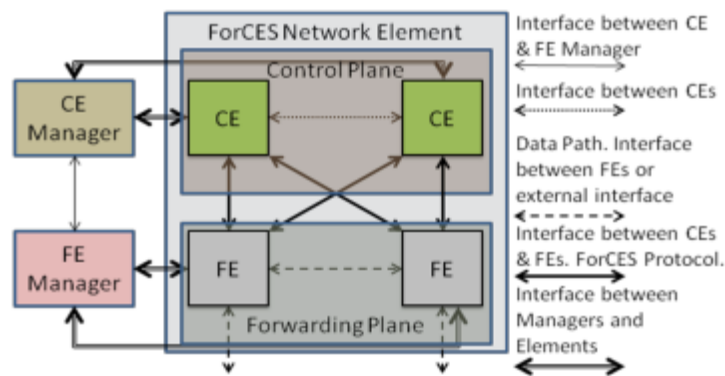 ForCES Network Element
Control Plane
CE
Manager
CE
CE
FE
Manager
FE
FE
Forwarding Plane
Interface between CE
& FE Manager
Interface between CEs
Data Path. Interface
between FEs or
external interface
Interface between CEs
& FEs. ForCES Protocol.
Interface between
Managers and
Elements